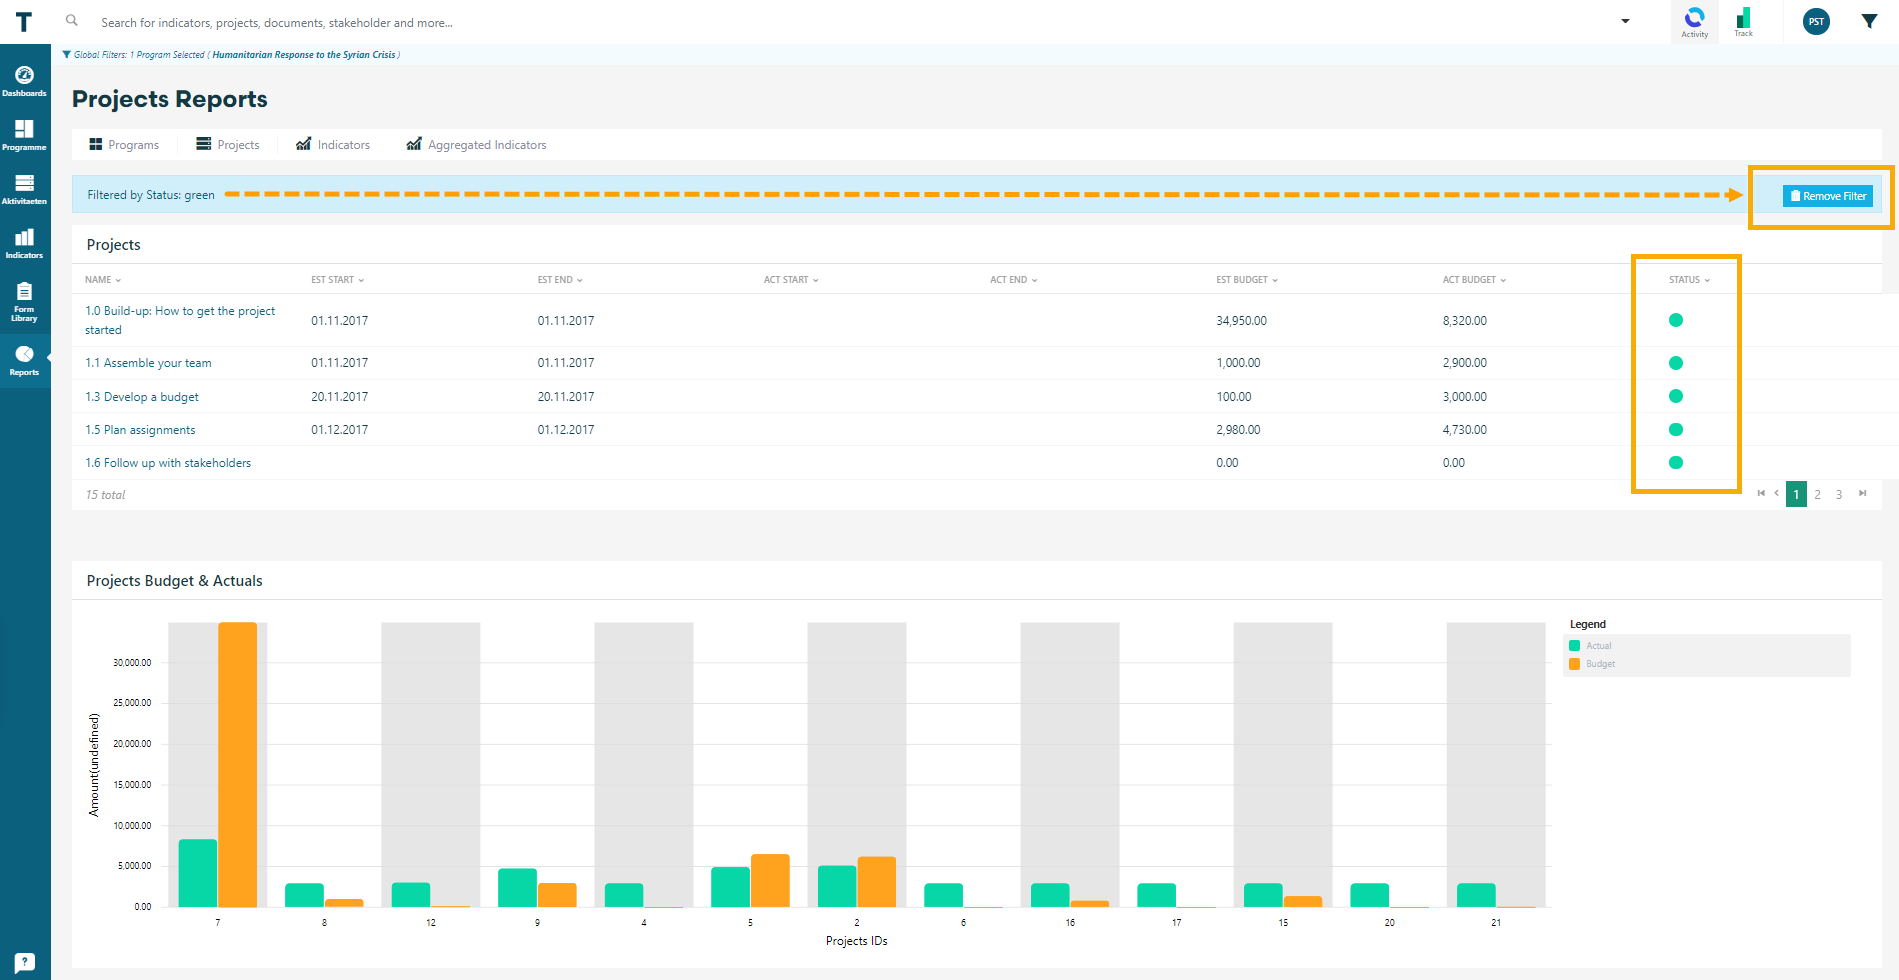 T
Search for indicators, projects, documents, stakeholder and more...
Activity
Track
PST
Global Filters: 1 Program Selected ( Humanitarian Response to the Syrian Crisis )
Dashboards
Programme
Aktivitaeten
Indicators
Form
Library
Reports
?
Projects Reports
Programs Projects Indicators Aggregated Indicators
Filtered by Status: green
Remove Filter
Projects
NAME EST START EST END ACT START ACT END EST BUDGET ACT BUDGET STATUS
1.0 Build-up: How to get the project
started
01.11.2017 01.11.2017 34,950.00 8,320.00
1.1 Assemble your team 01.11.2017 01.11.2017 1,000.00 2,900.00
1.3 Develop a budget 20.11.2017 20.11.2017 100.00 3,000.00
1.5 Plan assignments 01.12.2017 01.12.2017 2,980.00 4,730.00
1.6 Follow up with stakeholders 0.00 0.00
15 total
1 2 3
Projects Budget & Actuals
Amount(undefined)
30,000.00
25,000.00
20,000.00
15,000.00
10,000.00
5,000.00
0.00
7 8 12 9 4 5 2 6 16 17 15 20 21
Projects IDs
Legend
Actual
Budget